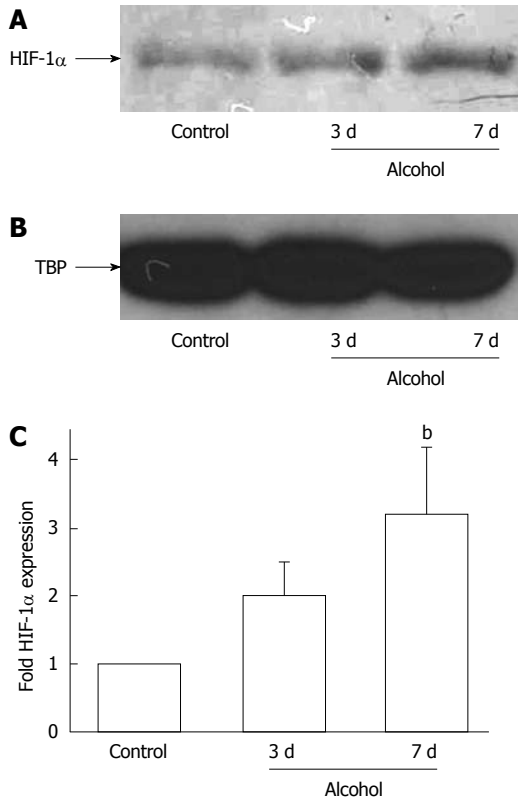 A
HIF-1α
Control 3 d 7 d
Alcohol
B
TBP
Control 3 d 7 d
Alcohol
C
b
Fold HIF-1α expression
4
3
2
1
0
Control 3 d 7 d
Alcohol